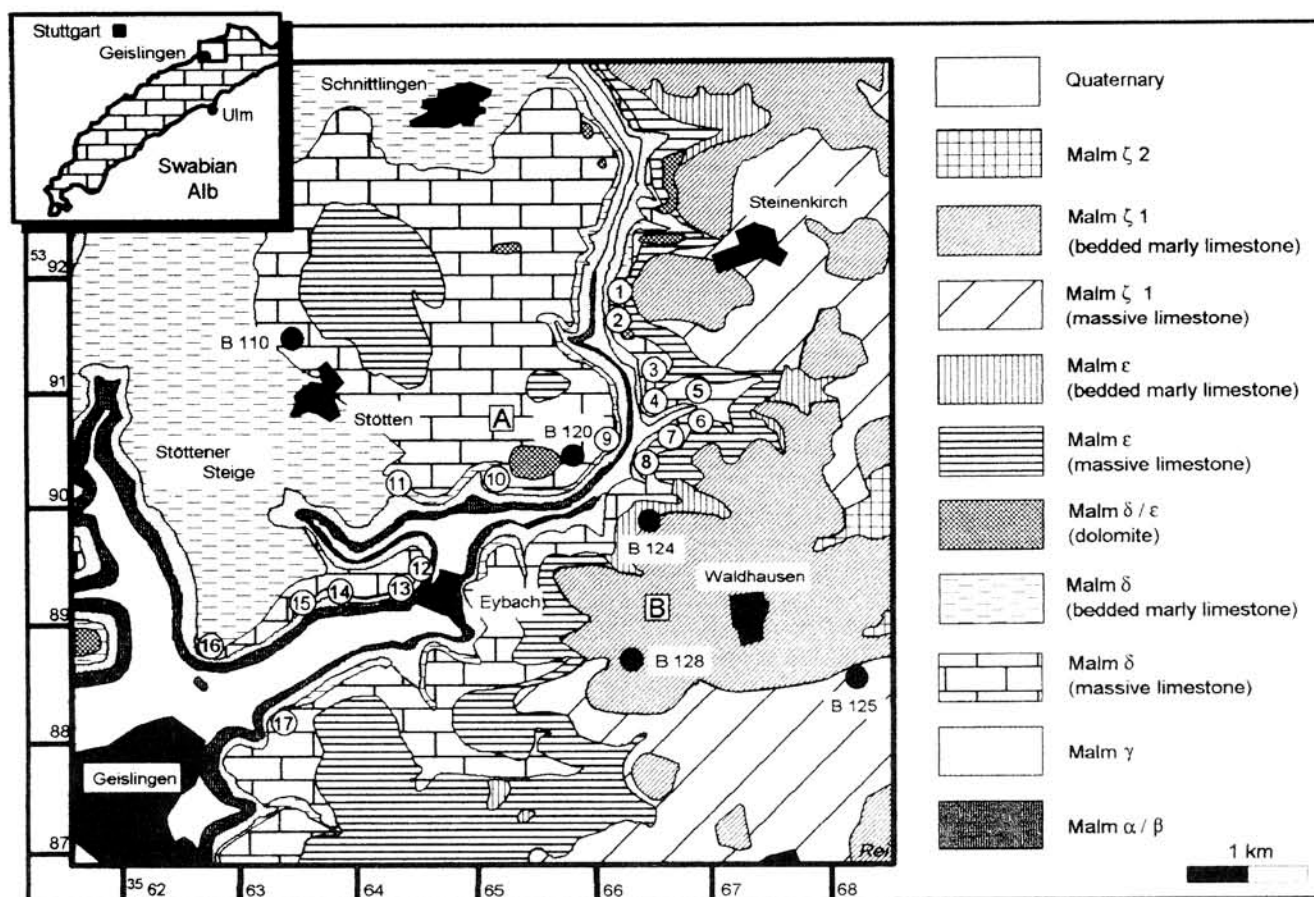 Stuttgart
Geislingen
Ulm
Swabian
Alb
Schnittlingen
Steinenkirch
53 92
91
90
89
88
87
B 110
Stötten
A
B 120
Stöttener
Steige
B 124
Waldhausen
B
B 128
B 125
Eybach
Geislingen
1
2
3
4
5
6
7
8
9
10
11
12
13
14
15
16
17
Rei
35 62
63
64
65
66
67
68
Quaternary
Malm ζ 2
Malm ζ 1
(bedded marly limestone)
Malm ζ 1
(massive limestone)
Malm ε
(bedded marly limestone)
Malm ε
(massive limestone)
Malm δ / ε
(dolomite)
Malm δ
(bedded marly limestone)
Malm δ
(massive limestone)
Malm γ
Malm α / β
1 km